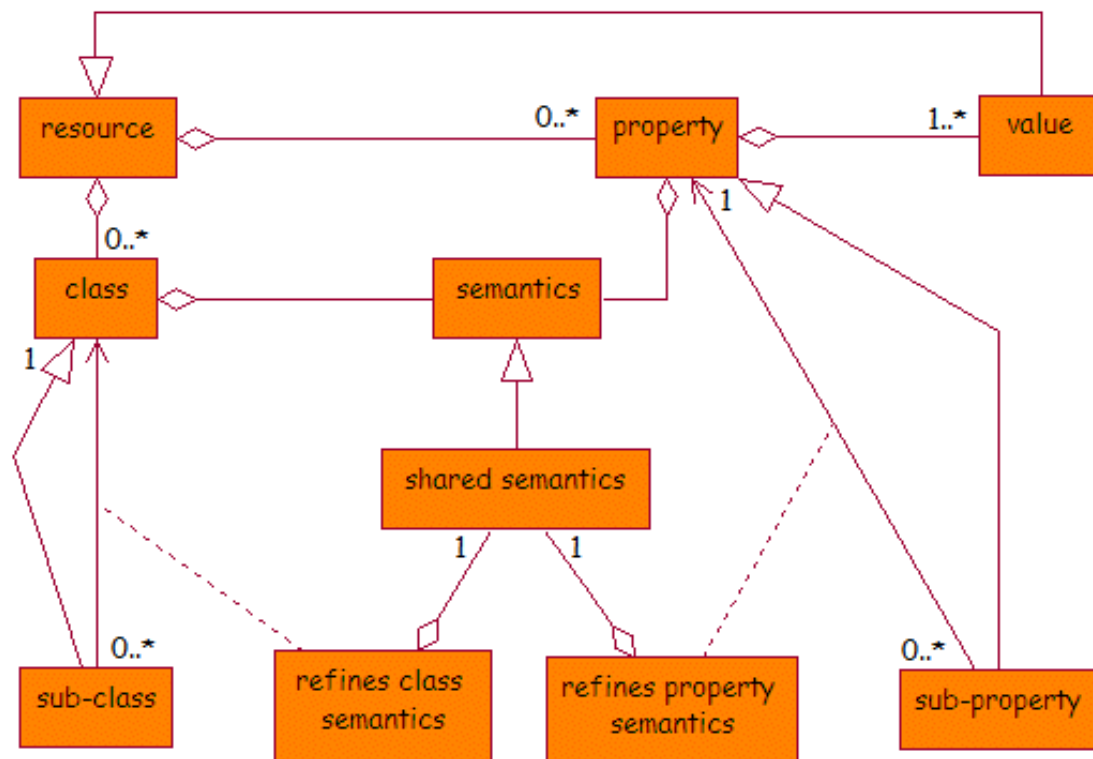 resource
0..*
property
1..*
value
1
0..*
class
semantics
1
shared semantics
1
1
0..*
0..*
sub-class
refines class
semantics
refines property
semantics
sub-property